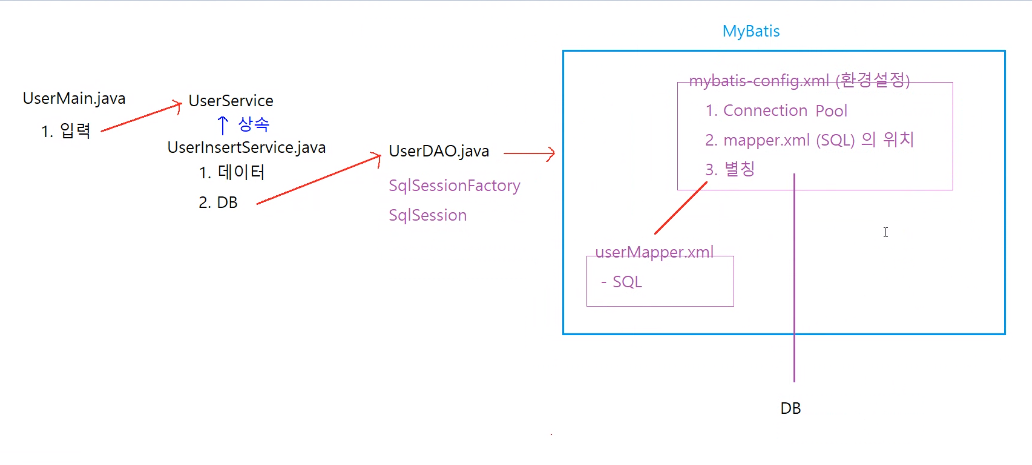 MyBatis
mybatis-config.xml (환경설정)
1. Connection Pool
2. mapper.xml (SQL) 의 위치
3. 별칭
UserMain.java
1. 입력
UserService
상속
UserInsertService.java
1. 데이터
2. DB
UserDAO.java
SqlSessionFactory
SqlSession
userMapper.xml
- SQL
DB